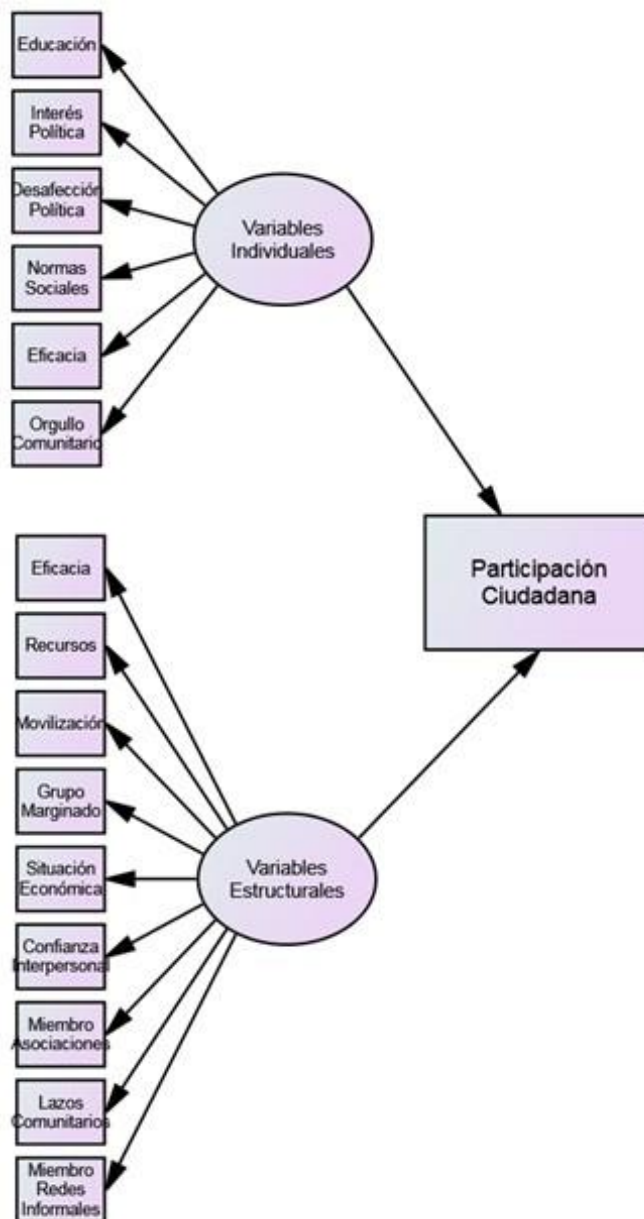 Educación
Interés
Política
Desafección
Política
Normas
Sociales
Eficacia
Orgullo
Comunitario
Variables
Individuales
Participación
Ciudadana
Eficacia
Recursos
Movilización
Grupo
Marginado
Situación
Económica
Confianza
Interpersonal
Miembro
Asociaciones
Lazos
Comunitarios
Miembro
Redes
Informales
Variables
Estructurales